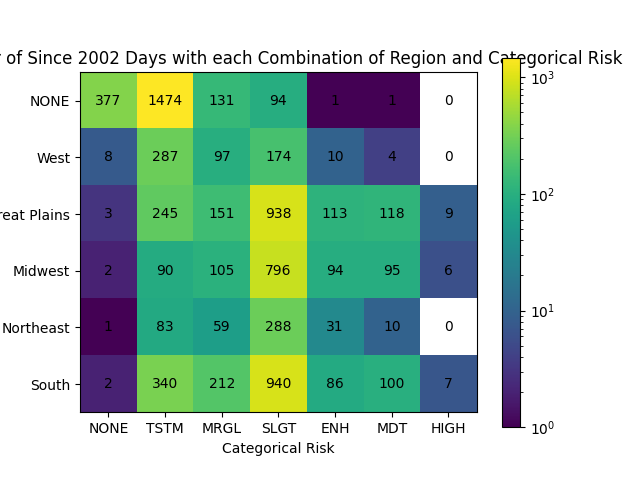 of Since 2002 Days with each Combination of Region and Categorical Risk
NONE 377 1474 131 94 1 1 0
West 8 287 97 174 10 4 0
reat Plains 3 245 151 938 113 118 9
Midwest 2 90 105 796 94 95 6
Northeast 1 83 59 288 31 10 0
South 2 340 212 940 86 100 7
NONE TSTM MRGL SLGT ENH MDT HIGH
Categorical Risk
10³
10²
10¹
10⁰